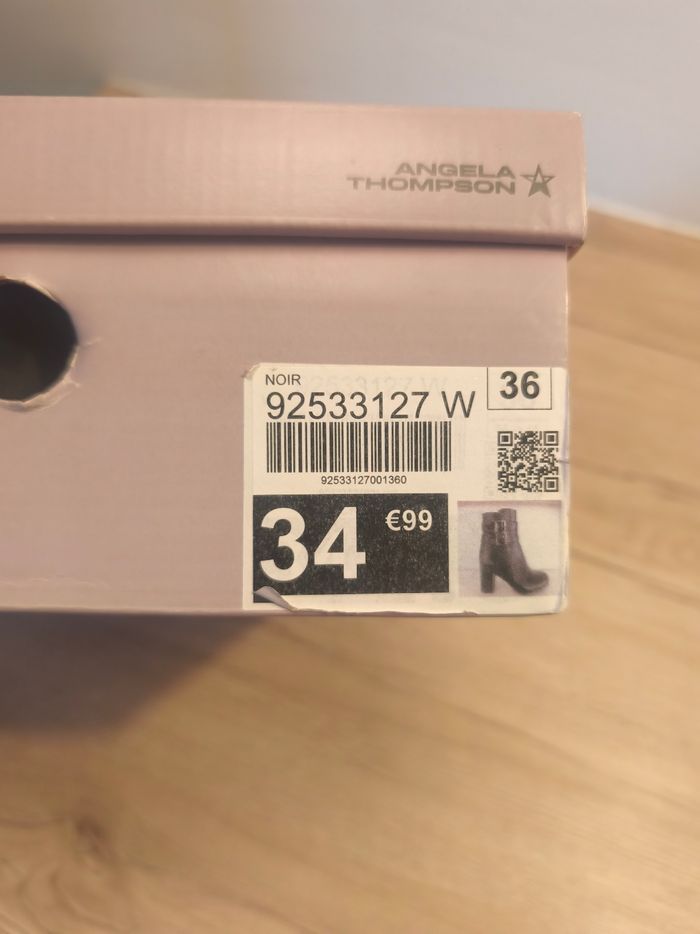 ANGELA
THOMPSON
NOIR
36
92533127 W
92533127001360
34 €99